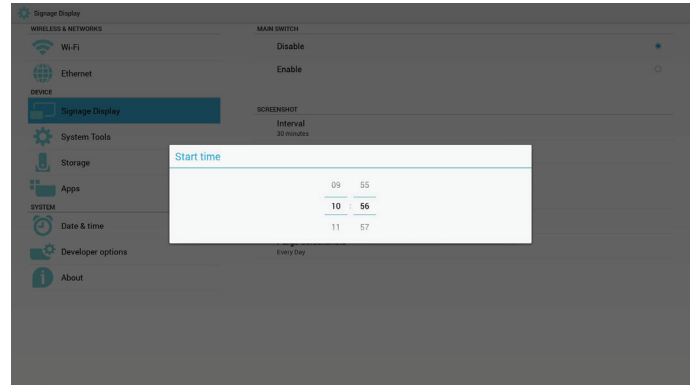 Signage Display
WIRELESS & NETWORKS
Wi-Fi
Ethernet
DEVICE
Signage Display
System Tools
Storage
Apps
SYSTEM
Date & time
Developer options
About
MAIN SWITCH
Disable
Enable
SCREENSHOT
Interval
30 minutes
Start time
09 55
10 : 56
11 57
Every Day